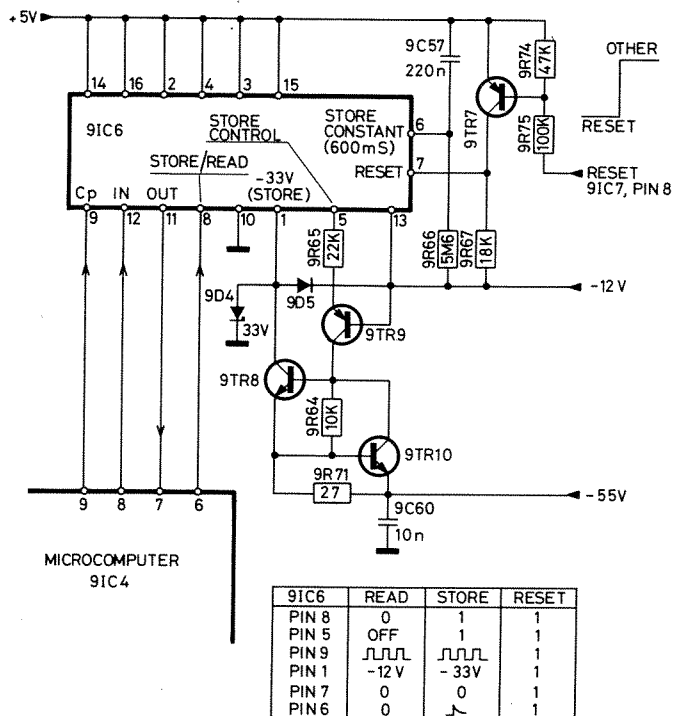 +5V
9C57
220n
9R74
47K
OTHER
RESET
14 16 2 4 3 15
9IC6
STORE CONTROL
STORE CONSTANT (600mS)
6
9TR7
9R75
100K
STORE/READ
-33V (STORE)
RESET
7
RESET
9IC7, PIN 8
Cp IN OUT
9 12 11 8 10 1 5 13
9R65
22K
9R66
5M6
9R67
18K
9D4
33V
9D5
-12V
9TR9
9TR8
9R64
10K
9TR10
9R71
27
-55V
9C60
10n
9 8 7 6
MICROCOMPUTER
9IC4
9IC6 READ STORE RESET
PIN 8 0 1 1
PIN 5 OFF 1 1
PIN 9 1
PIN 1 -12V -33V 1
PIN 7 0 0 1
PIN 6 0 1